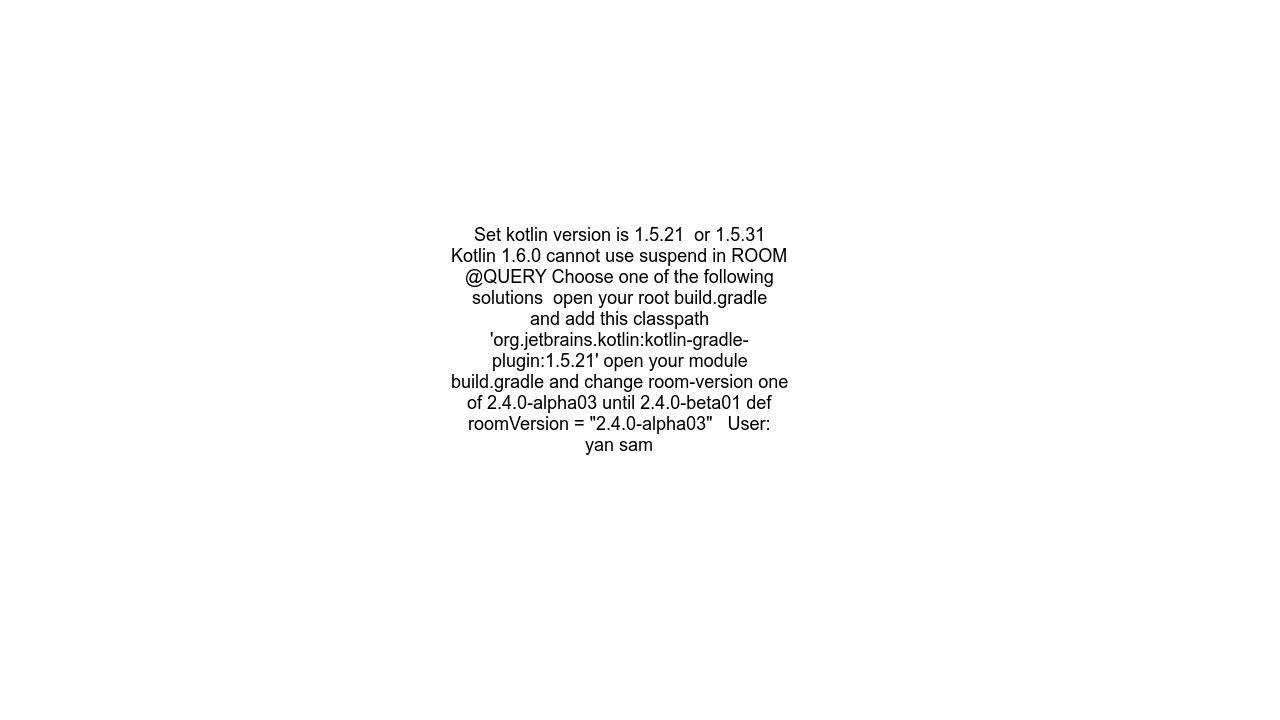 Set kotlin version is 1.5.21  or 1.5.31
Kotlin 1.6.0 cannot use suspend in ROOM
@QUERY Choose one of the following
solutions  open your root build.gradle
and add this classpath
'org.jetbrains.kotlin:kotlin-gradle-
plugin:1.5.21' open your module
build.gradle and change room-version one
of 2.4.0-alpha03 until 2.4.0-beta01 def
roomVersion = "2.4.0-alpha03"   User:
yan sam